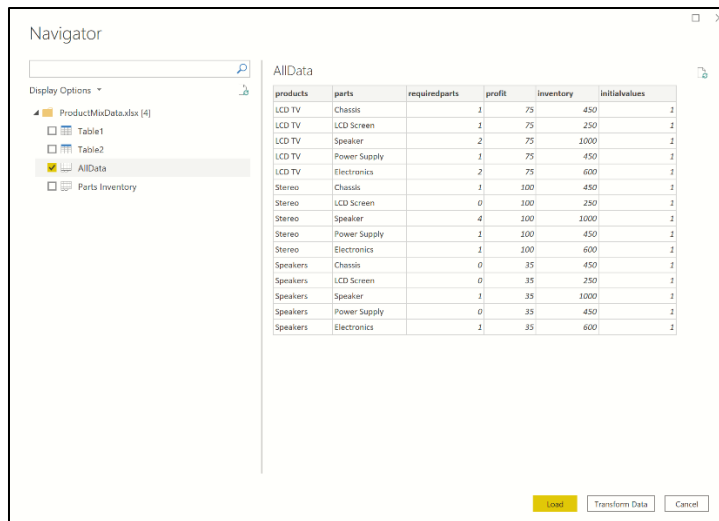 Navigator
Display Options
ProductMixData.xlsx [4]
Table1
Table2
AllData
Parts Inventory
AllData
products parts requiredparts profit inventory initialvalues
LCD TV Chassis 1 75 450 1
LCD TV LCD Screen 1 75 250 1
LCD TV Speaker 2 75 1000 1
LCD TV Power Supply 1 75 450 1
LCD TV Electronics 2 75 600 1
Stereo Chassis 1 100 450 1
Stereo LCD Screen 0 100 250 1
Stereo Speaker 4 100 1000 1
Stereo Power Supply 1 100 450 1
Stereo Electronics 1 100 600 1
Speakers Chassis 0 35 450 1
Speakers LCD Screen 0 35 250 1
Speakers Speaker 1 35 1000 1
Speakers Power Supply 0 35 450 1
Speakers Electronics 1 35 600 1
Load Transform Data Cancel